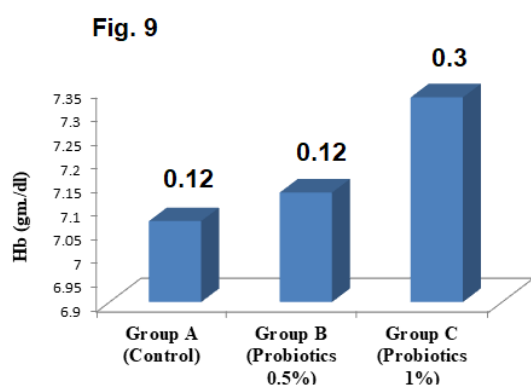 Fig. 9
0.3
0.12
0.12
7.35
7.3
7.25
7.2
7.15
7.1
7.05
7
6.95
6.9
Hb (gm./dl)
Group A
(Control)
Group B
(Probiotics
0.5%)
Group C
(Probiotics
1%)